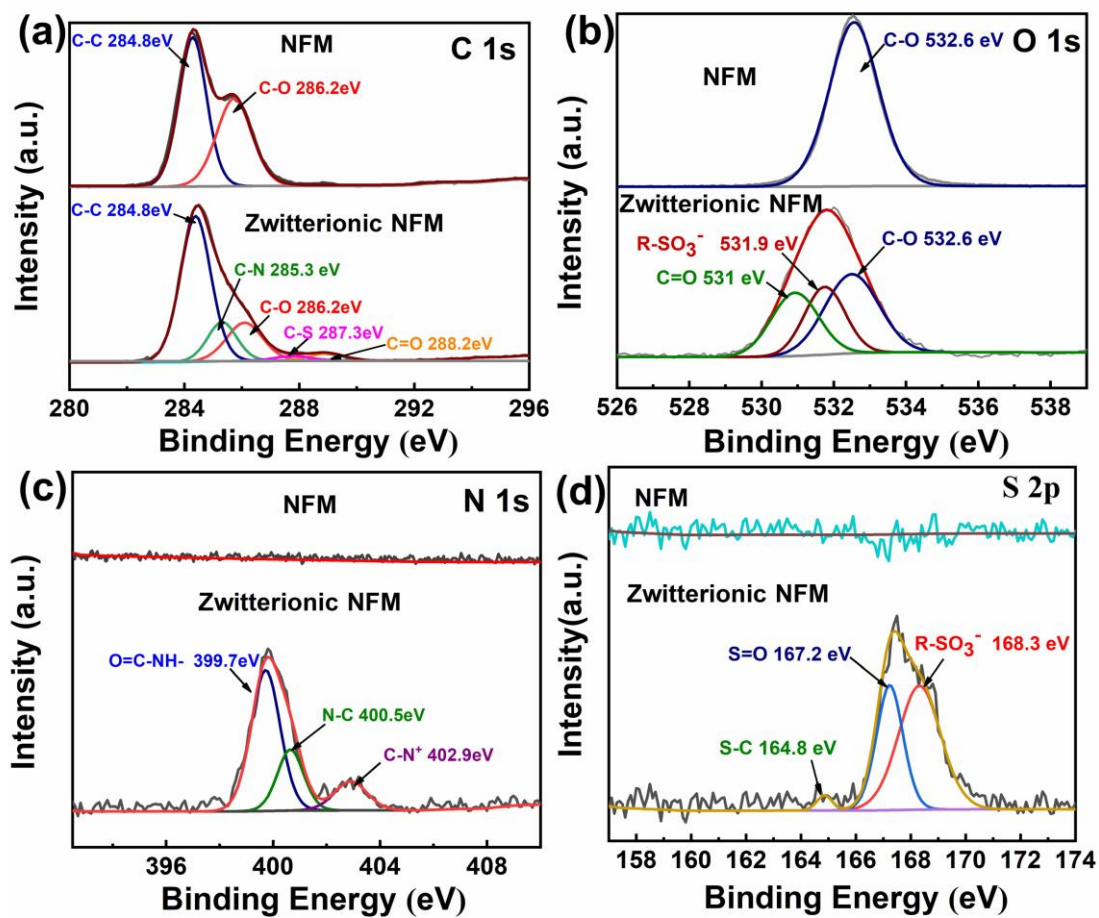 (a)
C 1s
NFM
C-C 284.8eV
C-O 286.2eV
Zwitterionic NFM
C-C 284.8eV
C-N 285.3 eV
C-O 286.2eV
C-S 287.3eV
C=O 288.2eV
Intensity (a.u.)
280 284 288 292 296
Binding Energy (eV)
(b)
O 1s
C-O 532.6 eV
NFM
Zwitterionic NFM
R-SO₃⁻ 531.9 eV
C-O 532.6 eV
C=O 531 eV
Intensity (a.u.)
526 528 530 532 534 536 538
Binding Energy (eV)
(c)
N 1s
NFM
Zwitterionic NFM
O=C-NH- 399.7eV
N-C 400.5eV
C-N⁺ 402.9eV
Intensity (a.u.)
396 400 404 408
Binding Energy (eV)
(d)
S 2p
NFM
Zwitterionic NFM
S=O 167.2 eV
R-SO₃⁻ 168.3 eV
S-C 164.8 eV
Intensity(a.u.)
158 160 162 164 166 168 170 172 174
Binding Energy (eV)